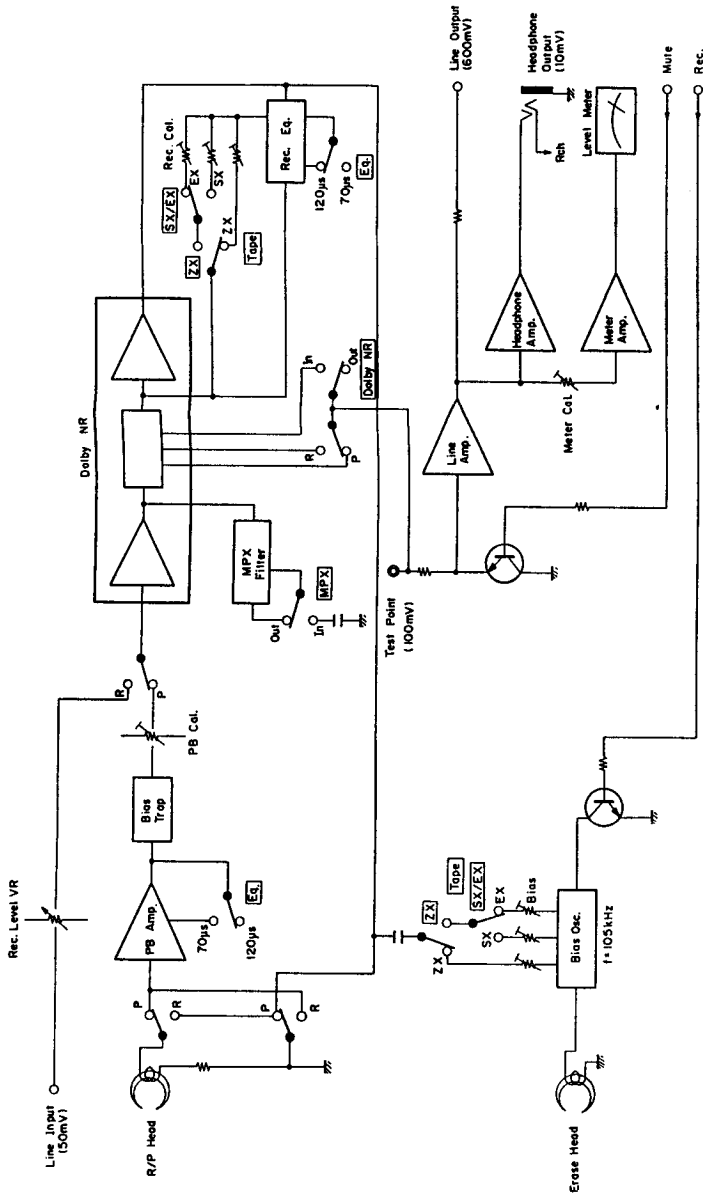 Line Input
(50mV)
Rec. Level VR
R/P Head
P
R
P
R
PB Amp.
70µs
120µs
Eq.
Bias
Trap
PB Cal.
R
P
Dolby NR
MPX
Filter
Out
In
MPX
R
P
In
Out
Dolby NR
ZX
SX/EX
EX
SX
Rec. Cal.
ZX
Tape
Rec. Eq.
120µs
70µs
Eq.
Test Point
(100mV)
Line
Amp.
Meter Cal
Headphone
Amp.
Meter
Amp.
Line Output
(600mV)
Headphone
Output
(10mV)
Rch
Level Meter
Mute
Rec.
ZX
ZX
Tape
SX/EX
EX
SX
Bias
Bias Osc.
f=105kHz
Erase Head